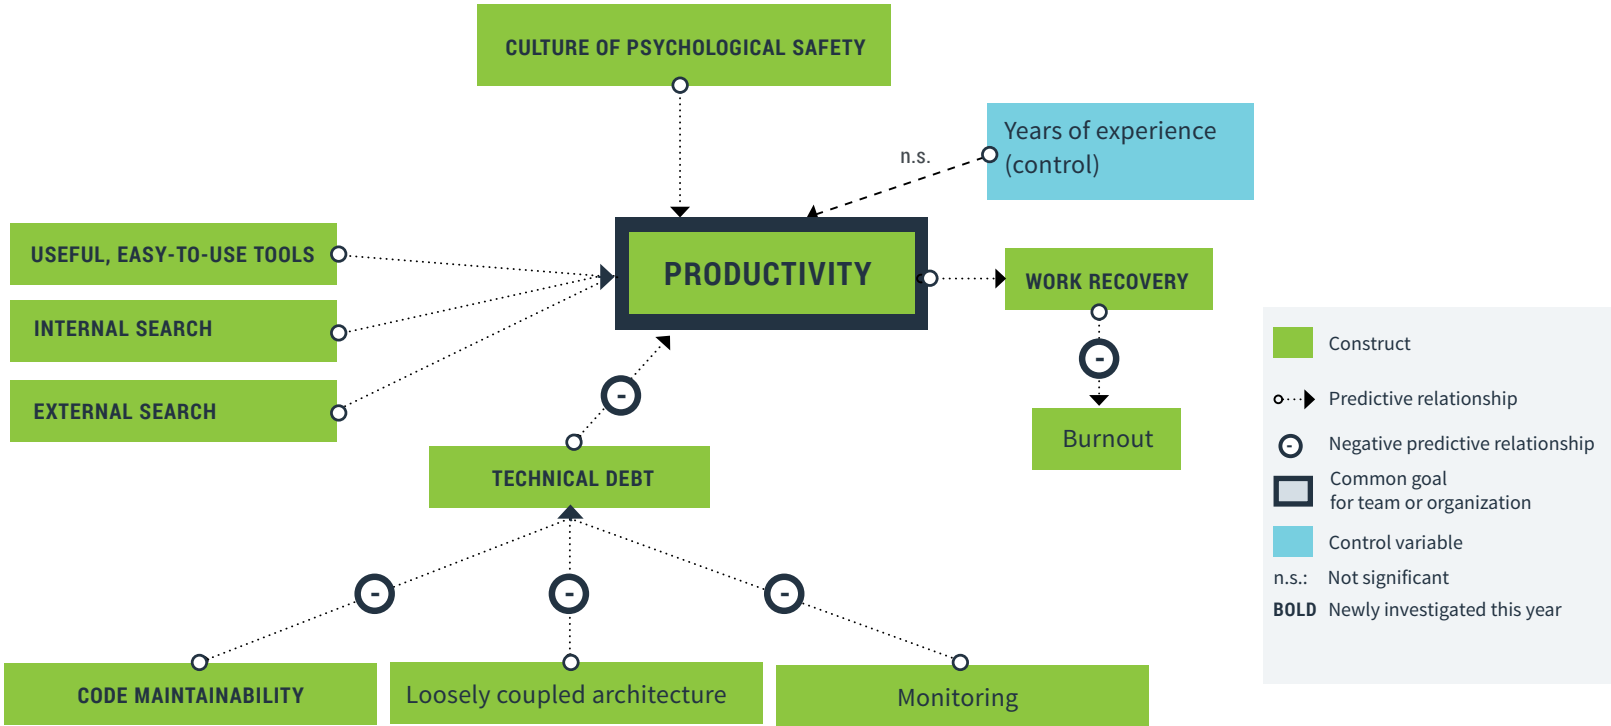 CULTURE OF PSYCHOLOGICAL SAFETY
Years of experience
(control)
n.s.
USEFUL, EASY-TO-USE TOOLS
INTERNAL SEARCH
EXTERNAL SEARCH
PRODUCTIVITY
WORK RECOVERY
-
Burnout
-
TECHNICAL DEBT
-
-
-
CODE MAINTAINABILITY
Loosely coupled architecture
Monitoring
Construct
Predictive relationship
-
Negative predictive relationship
Common goal
for team or organization
Control variable
n.s.: Not significant
BOLD Newly investigated this year